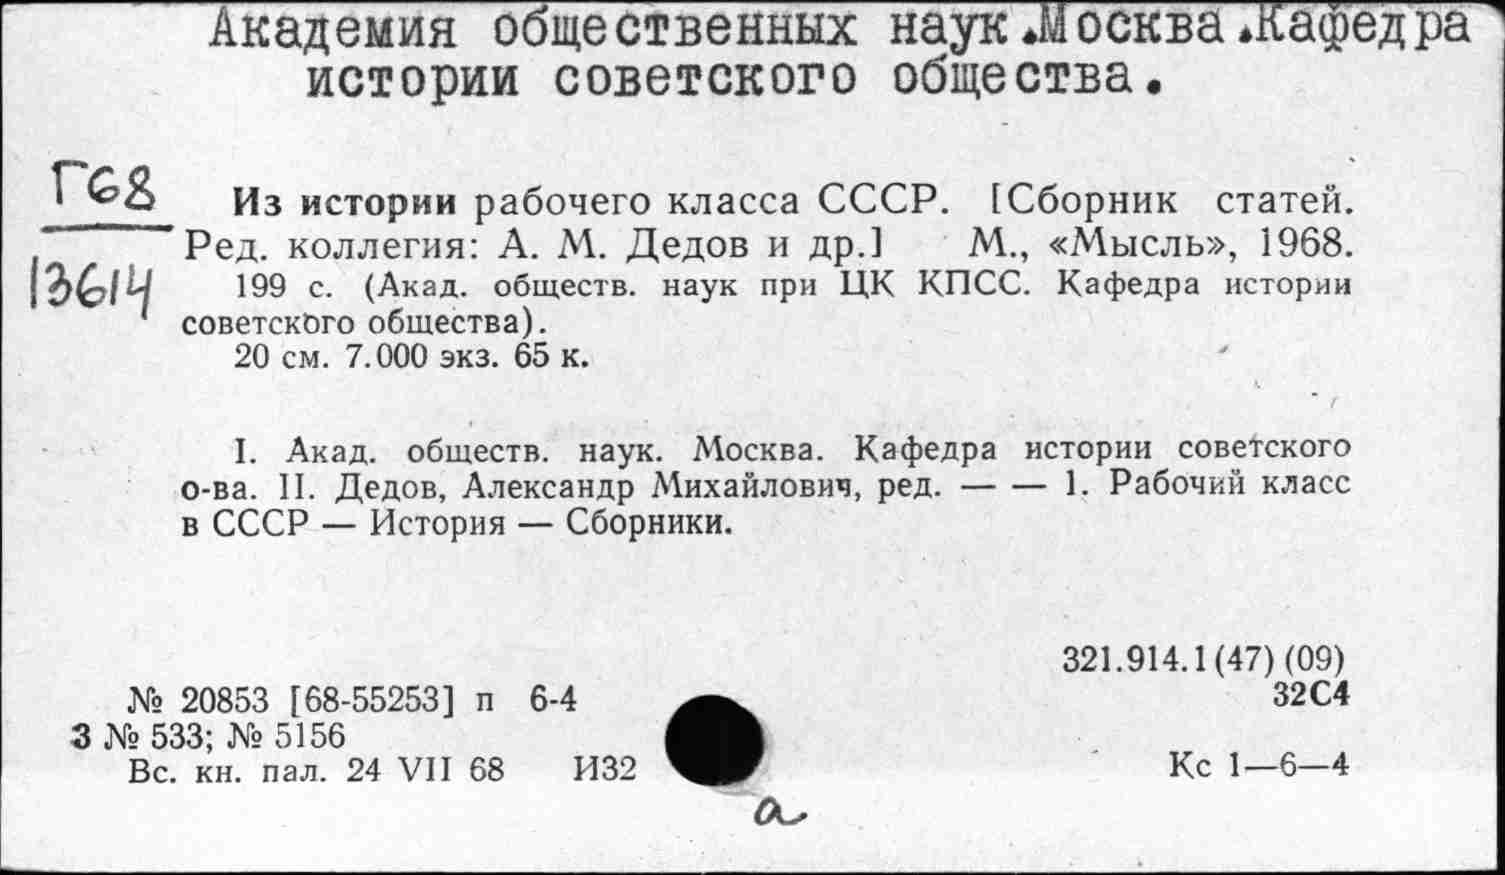 Академия общественных наук.Москва.Кафедра
истории советского общества.
Г68
13614
Из истории рабочего класса СССР. [Сборник статей.
Ред. коллегия: А. М. Дедов и др.] М., «Мысль», 1968.
199 с. (Акад. обществ. наук при ЦК КПСС. Кафедра истории
советского общества).
20 см. 7.000 экз. 65 к.
I. Акад. обществ. наук. Москва. Кафедра истории советского
о-ва. II. Дедов, Александр Михайлович, ред. — — 1. Рабочий класс
в СССР — История — Сборники.
321.914.1(47)(09)
32С4
№ 20853 [68-55253] п 6-4
З № 533; № 5156
Вс. кн. пал. 24 VII 68 И32
Кс 1—6—4
а